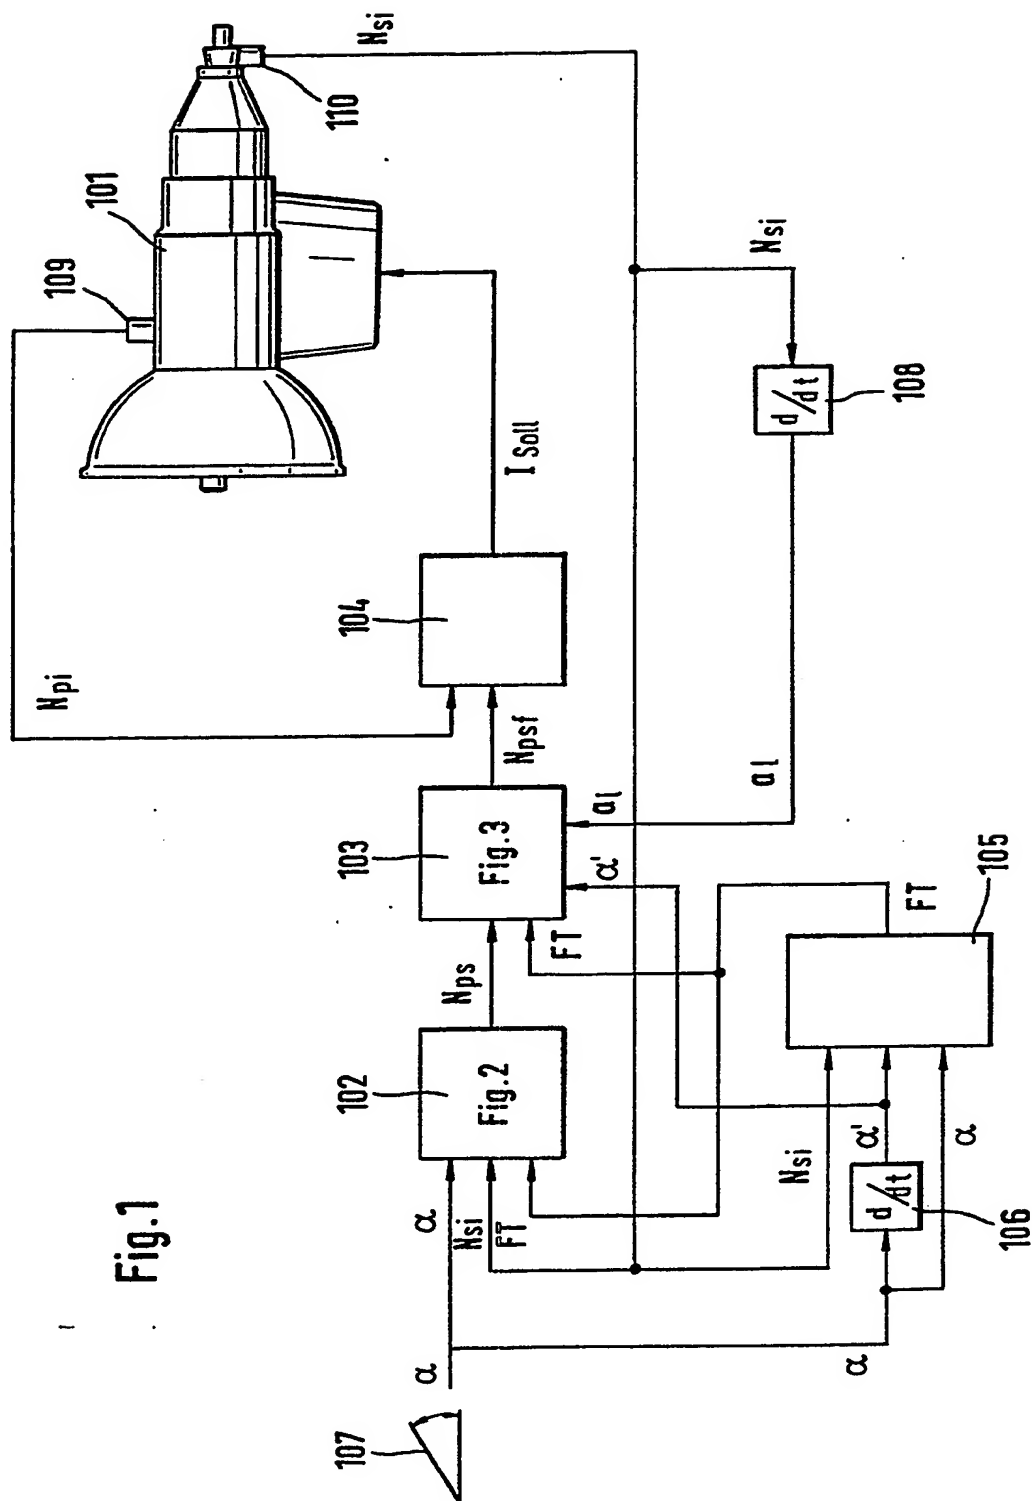 Fig.1
107
α
α
α
Nsi
FT
102
Fig.2
Nps
FT
103
Fig.3
α'
al
Npsf
Npi
104
ISoll
109
101
110
Nsi
Nsi
d/dt
108
al
α
d/dt
106
Nsi
α'
α
105
FT